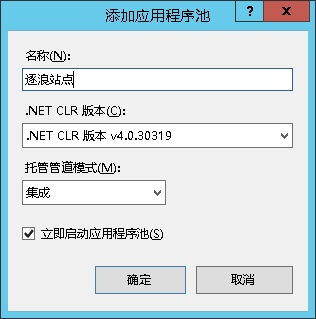 添加应用程序池
?
名称(N):
逐浪站点
.NET CLR 版本(C):
.NET CLR 版本 v4.0.30319
托管管道模式(M):
集成
立即启动应用程序池(S)
确定
取消